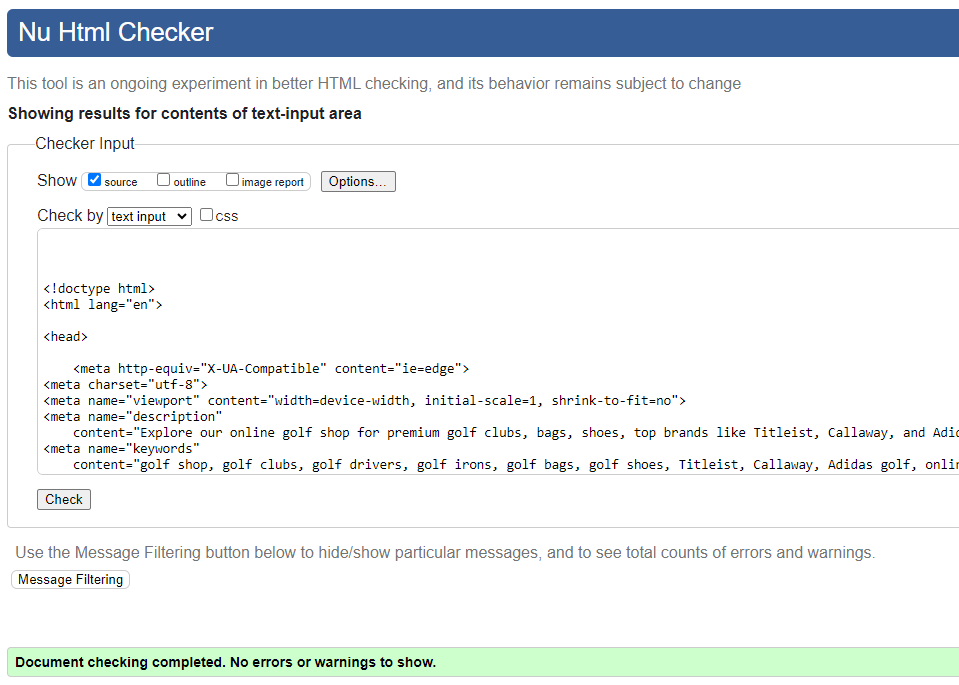 Nu Html Checker
This tool is an ongoing experiment in better HTML checking, and its behavior remains subject to change
Showing results for contents of text-input area
Checker Input
Show source outline image report Options...
Check by text input css
<!doctype html>
<html lang="en">
<head>
<meta http-equiv="X-UA-Compatible" content="ie=edge">
<meta charset="utf-8">
<meta name="viewport" content="width=device-width, initial-scale=1, shrink-to-fit=no">
<meta name="description"
content="Explore our online golf shop for premium golf clubs, bags, shoes, top brands like Titleist, Callaway, and
<meta name="keywords"
content="golf shop, golf clubs, golf drivers, golf irons, golf bags, golf shoes, Titleist, Callaway, Adidas golf,
Check
Use the Message Filtering button below to hide/show particular messages, and to see total counts of errors and warnings.
Message Filtering
Document checking completed. No errors or warnings to show.